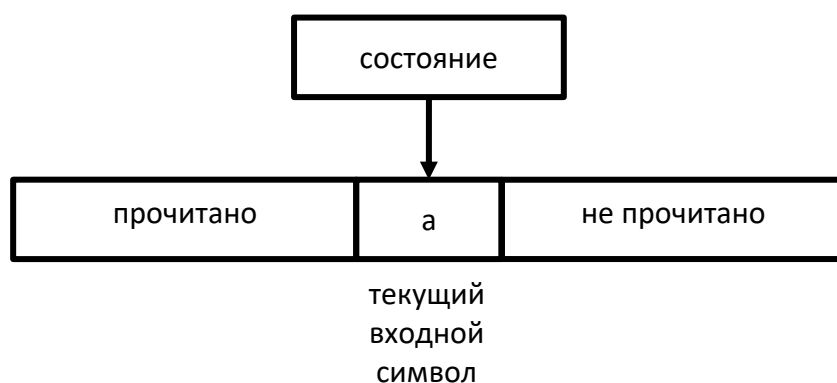 состояние
прочитано
а
не прочитано
текущий
входной
символ